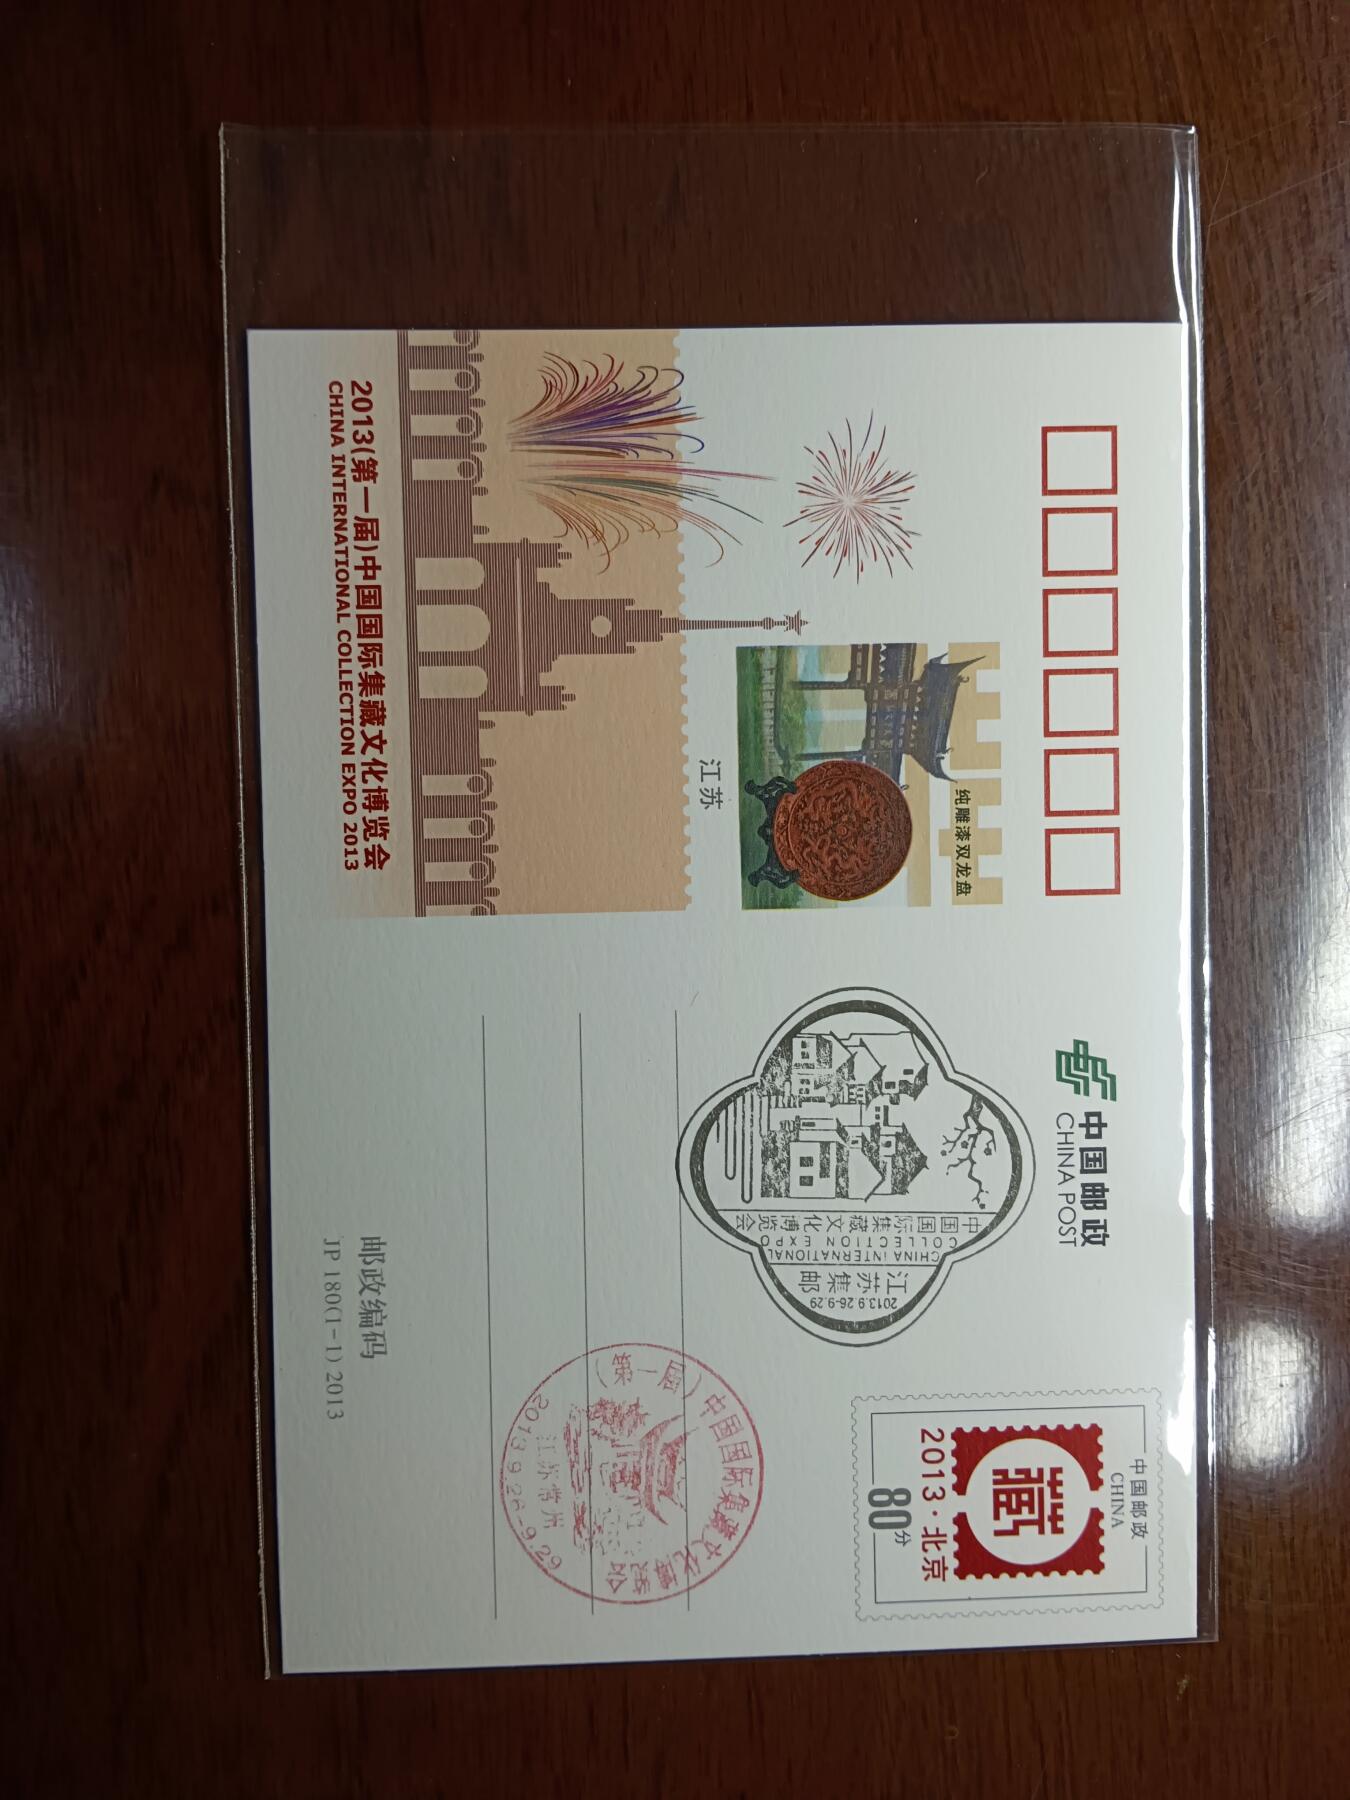 中国邮政
CHINA POST
中国邮政
CHINA
藏
2013·北京
80分
纯雕漆双龙盘
江苏
中国国际集藏文化博览会
CHINA INTERNATIONAL
COLLECTION EXPO
江苏集邮
2013.9.26-9.29
(第一届)中国国际集藏文化博览会
江苏常州
2013.9.26-9.29
2013(第一届)中国国际集藏文化博览会
CHINA INTERNATIONAL COLLECTION EXPO 2013
邮政编码
JP 180(1-1) 2013